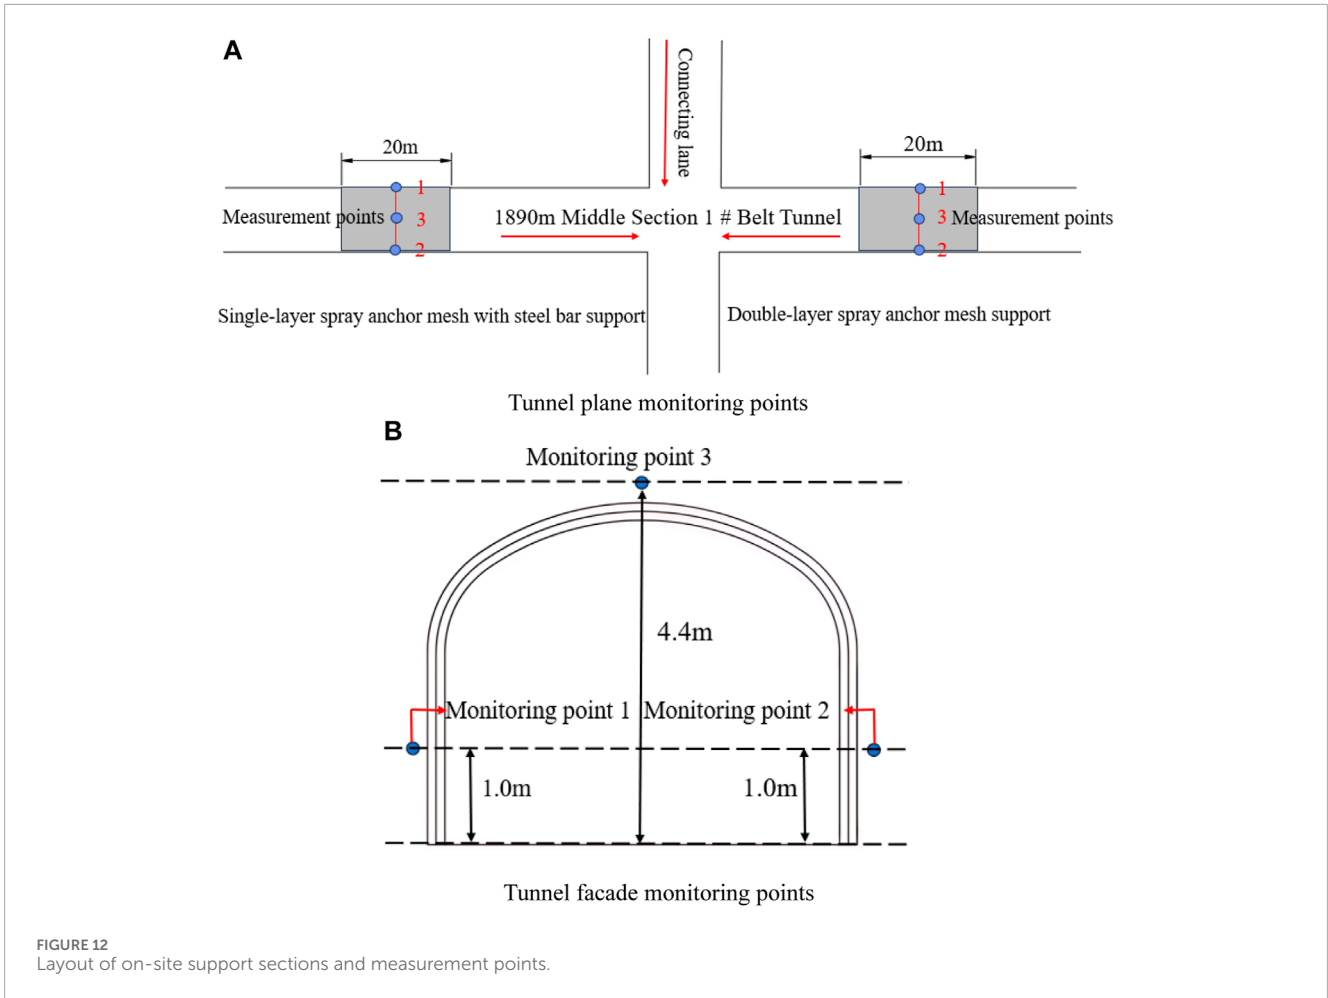 A
Connecting lane
20m
20m
1
1
Measurement points
3
1890m Middle Section 1 # Belt Tunnel
3
Measurement points
2
2
Single-layer spray anchor mesh with steel bar support
Double-layer spray anchor mesh support
Tunnel plane monitoring points
B
Monitoring point 3
4.4m
Monitoring point 1
Monitoring point 2
1.0m
1.0m
Tunnel facade monitoring points
FIGURE 12
Layout of on-site support sections and measurement points.